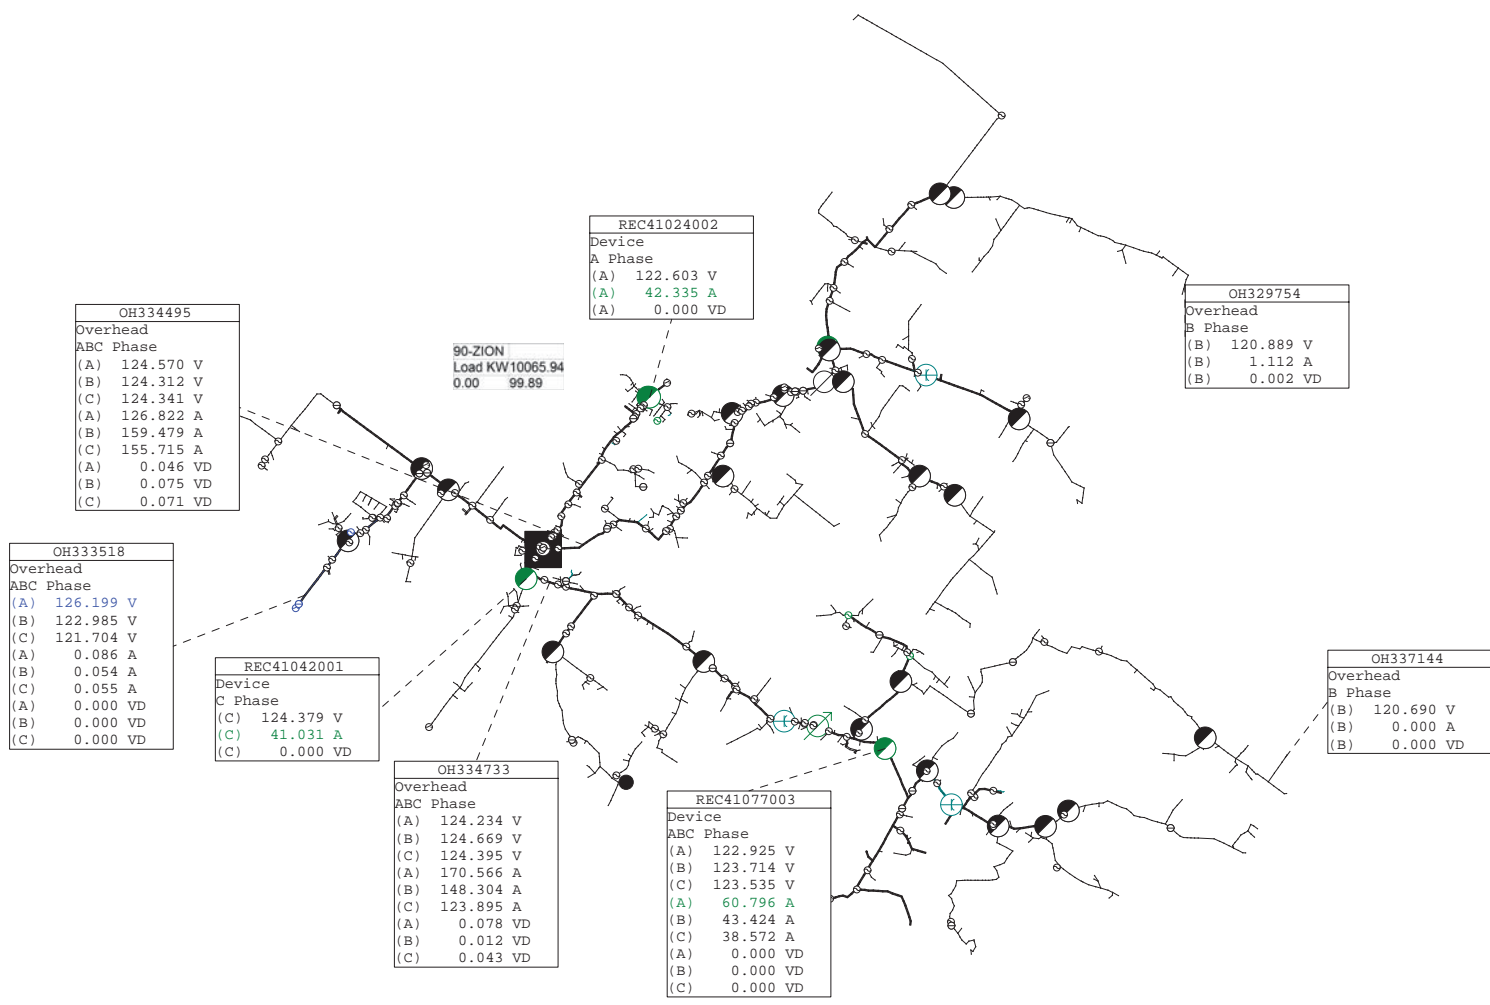 REC41024002
Device
A Phase
(A) 122.603 V
(A) 42.335 A
(A) 0.000 VD
OH329754
Overhead
B Phase
(B) 120.889 V
(B) 1.112 A
(B) 0.002 VD
OH334495
Overhead
ABC Phase
(A) 124.570 V
(B) 124.312 V
(C) 124.341 V
(A) 126.822 A
(B) 159.479 A
(C) 155.715 A
(A) 0.046 VD
(B) 0.075 VD
(C) 0.071 VD
90-ZION
Load KW 10065.94
0.00 99.89
OH333518
Overhead
ABC Phase
(A) 126.199 V
(B) 122.985 V
(C) 121.704 V
(A) 0.086 A
(B) 0.054 A
(C) 0.055 A
(A) 0.000 VD
(B) 0.000 VD
(C) 0.000 VD
REC41042001
Device
C Phase
(C) 124.379 V
(C) 41.031 A
(C) 0.000 VD
OH337144
Overhead
B Phase
(B) 120.690 V
(B) 0.000 A
(B) 0.000 VD
OH334733
Overhead
ABC Phase
(A) 124.234 V
(B) 124.669 V
(C) 124.395 V
(A) 170.566 A
(B) 148.304 A
(C) 123.895 A
(A) 0.078 VD
(B) 0.012 VD
(C) 0.043 VD
REC41077003
Device
ABC Phase
(A) 122.925 V
(B) 123.714 V
(C) 123.535 V
(A) 60.796 A
(B) 43.424 A
(C) 38.572 A
(A) 0.000 VD
(B) 0.000 VD
(C) 0.000 VD